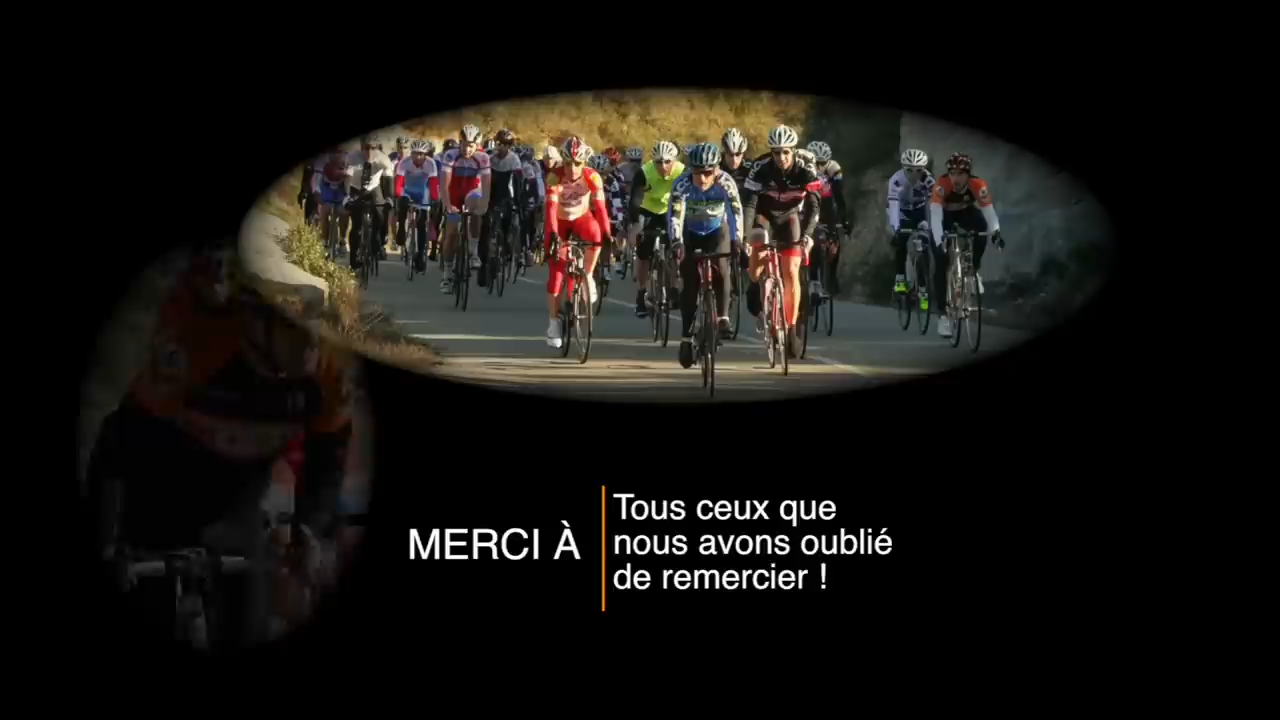 MERCI À
Tous ceux que
nous avons oublié
de remercier !